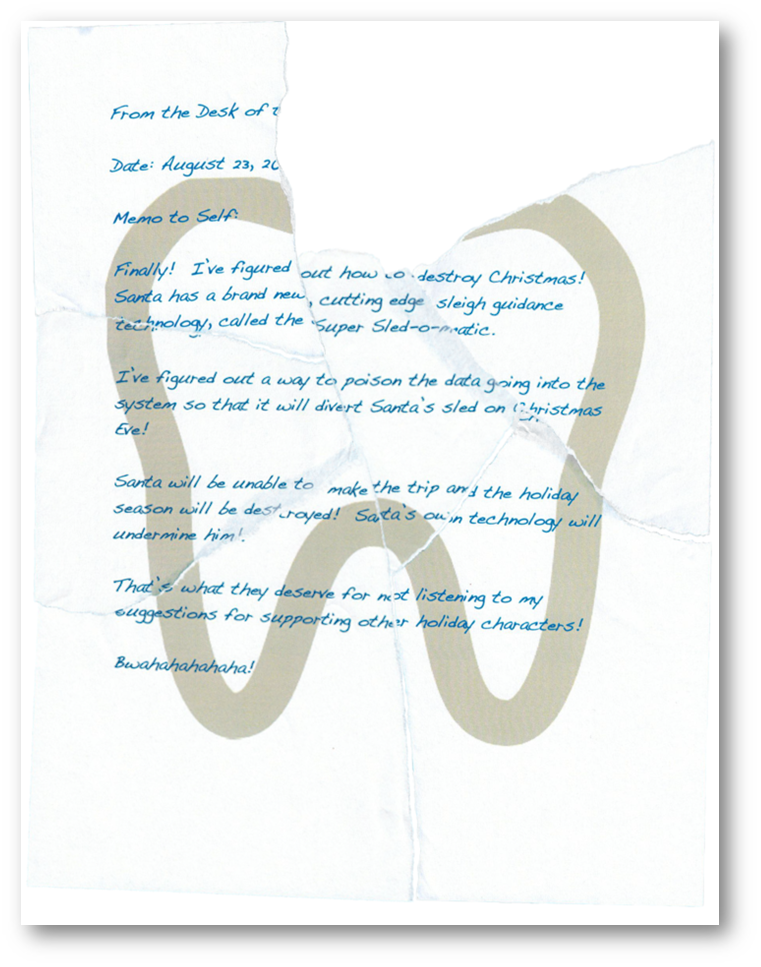 From the Desk of t
Date: August 23, 20
Memo to Self:
Finally! I've figured out how to destroy Christmas!
Santa has a brand new, cutting edge sleigh guidance
technology, called the Super Sled-o-matic.
I've figured out a way to poison the data going into the
system so that it will divert Santa's sled on Christmas
Eve!
Santa will be unable to make the trip and the holiday
season will be destroyed! Santa's own technology will
undermine him!
That's what they deserve for not listening to my
suggestions for supporting other holiday characters!
Bwahahahahaha!